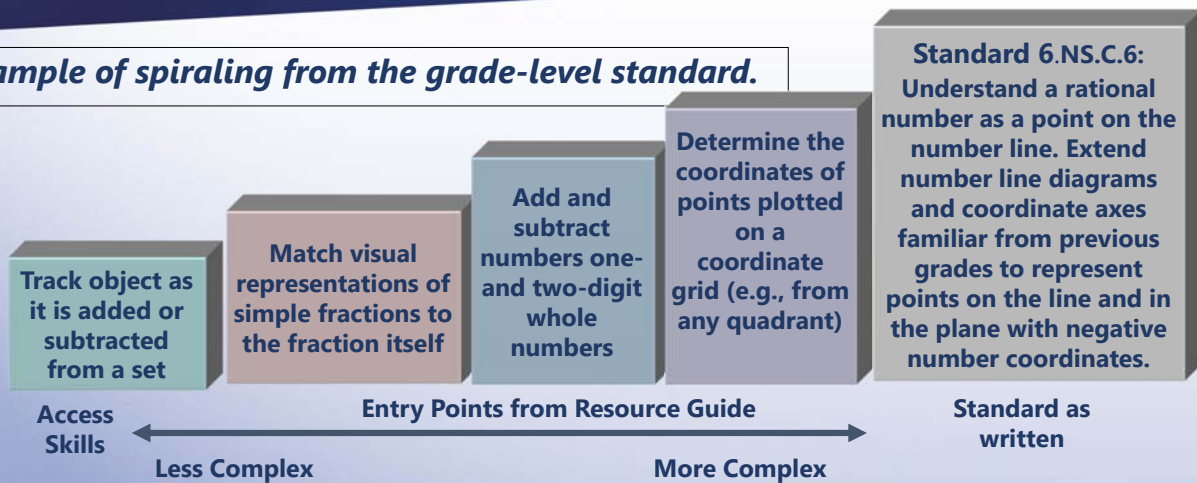 ample of spiraling from the grade-level standard.
Track object as
it is added or
subtracted
from a set
Match visual
representations of
simple fractions to
the fraction itself
Add and
subtract
numbers one-
and two-digit
whole
numbers
Determine the
coordinates of
points plotted
on a
coordinate
grid (e.g., from
any quadrant)
Standard 6.NS.C.6:
Understand a rational
number as a point on the
number line. Extend
number line diagrams
and coordinate axes
familiar from previous
grades to represent
points on the line and in
the plane with negative
number coordinates.
Access
Skills
Entry Points from Resource Guide
Standard as
written
Less Complex
More Complex